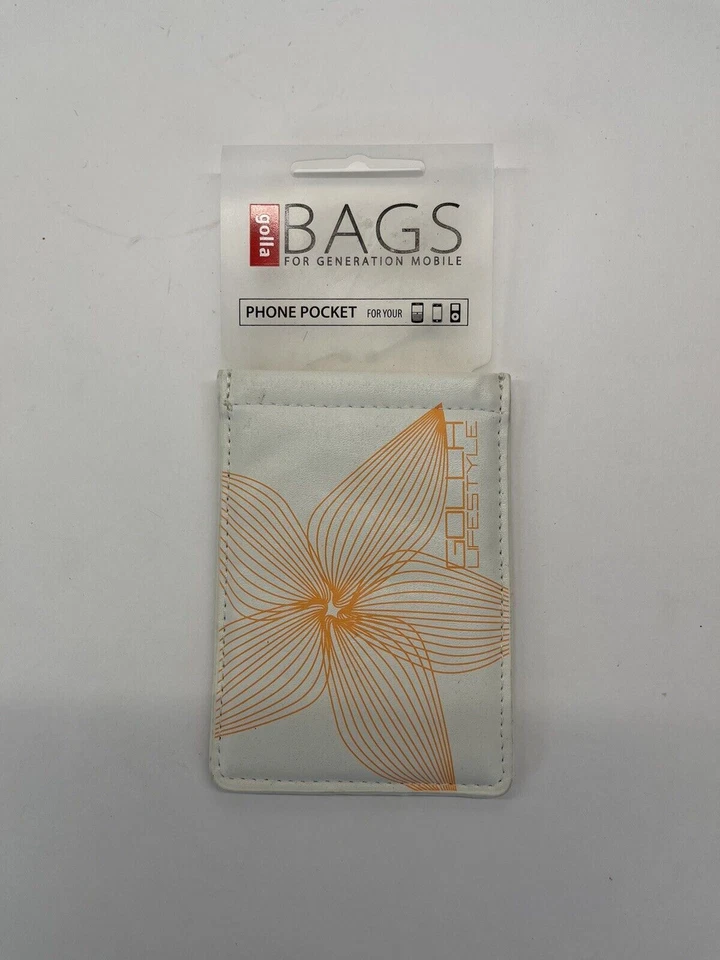 golla
BAGS
FOR GENERATION MOBILE
PHONE POCKET FOR YOUR
GOLLA
LIFESTYLE